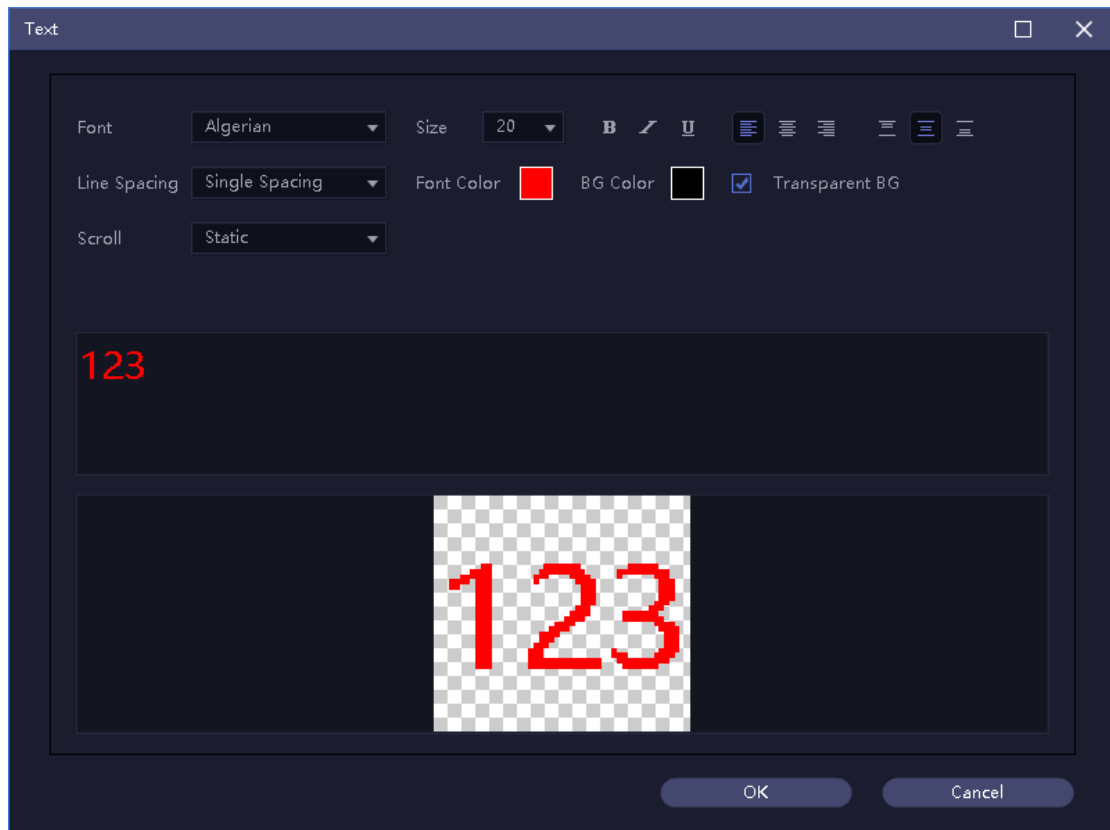 Text
Font Algerian Size 20 B I U
Line Spacing Single Spacing Font Color BG Color Transparent BG
Scroll Static
123
123
OK Cancel